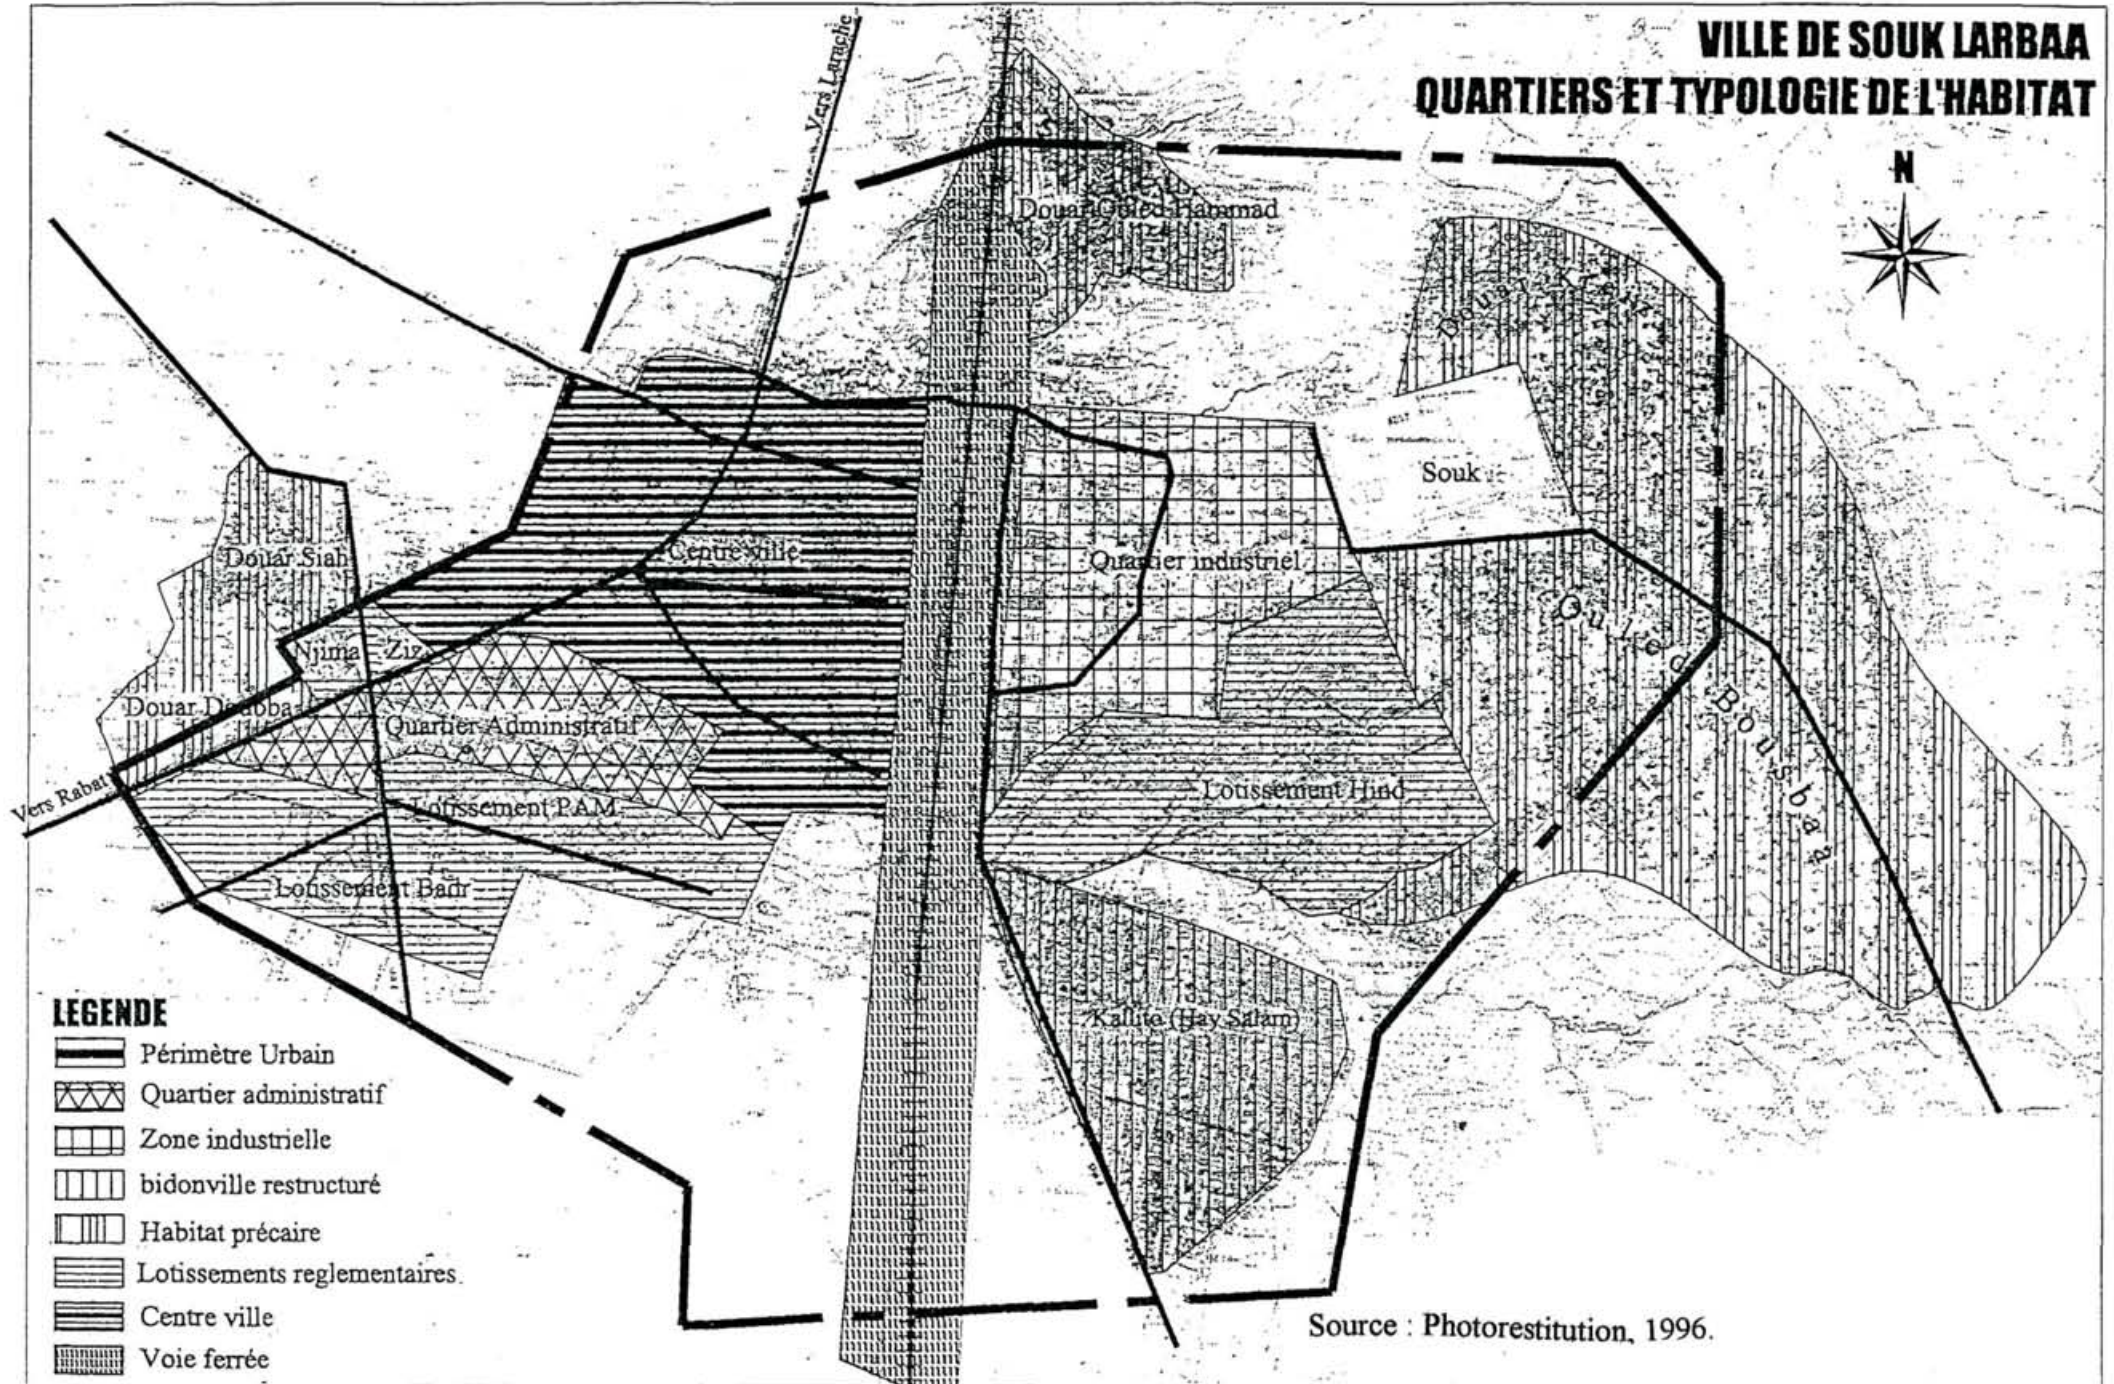 VILLE DE SOUK LARBAA
QUARTIERS ET TYPOLOGIE DE L'HABITAT
N
Vers Larache
Douar Ouled Hammad
Douar
Souk
Centre ville
Quartier industriel
Douar Siah
Ouled Bousbaa
Njima Ziz
Douar
Quartier Administratif
Vers Rabat
Lotissement PAM
Lotissement Hind
Lotissement Badr
Kallito (Hay Salam)
LEGENDE
Périmètre Urbain
Quartier administratif
Zone industrielle
bidonville restructuré
Habitat précaire
Lotissements reglementaires.
Centre ville
Voie ferrée
Source : Photorestitution, 1996.